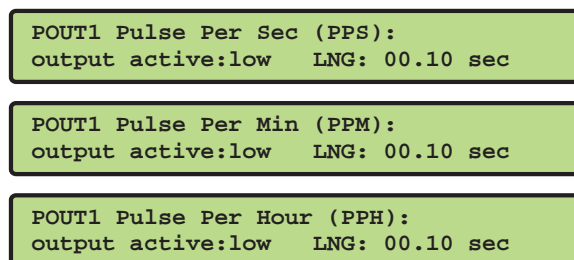 POUT1 Pulse Per Sec (PPS):
output active:low LNG: 00.10 sec
POUT1 Pulse Per Min (PPM):
output active:low LNG: 00.10 sec
POUT1 Pulse Per Hour (PPH):
output active:low LNG: 00.10 sec